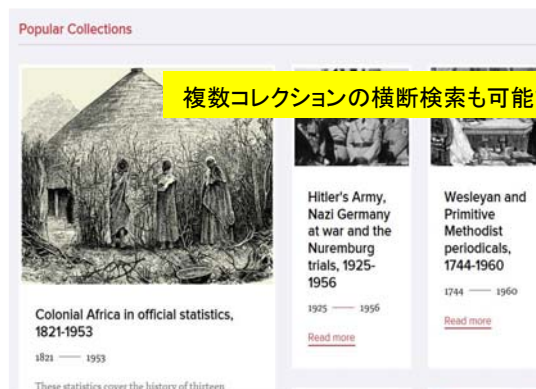 Popular Collections
複数コレクションの横断検索も可能
Colonial Africa in official statistics,
1821-1953
1821 — 1953
These statistics cover the history of thirteen
Hitler's Army,
Nazi Germany
at war and the
Nuremburg
trials, 1925-
1956
1925 — 1956
Read more
Wesleyan and
Primitive
Methodist
periodicals,
1744-1960
1744 — 1960
Read more